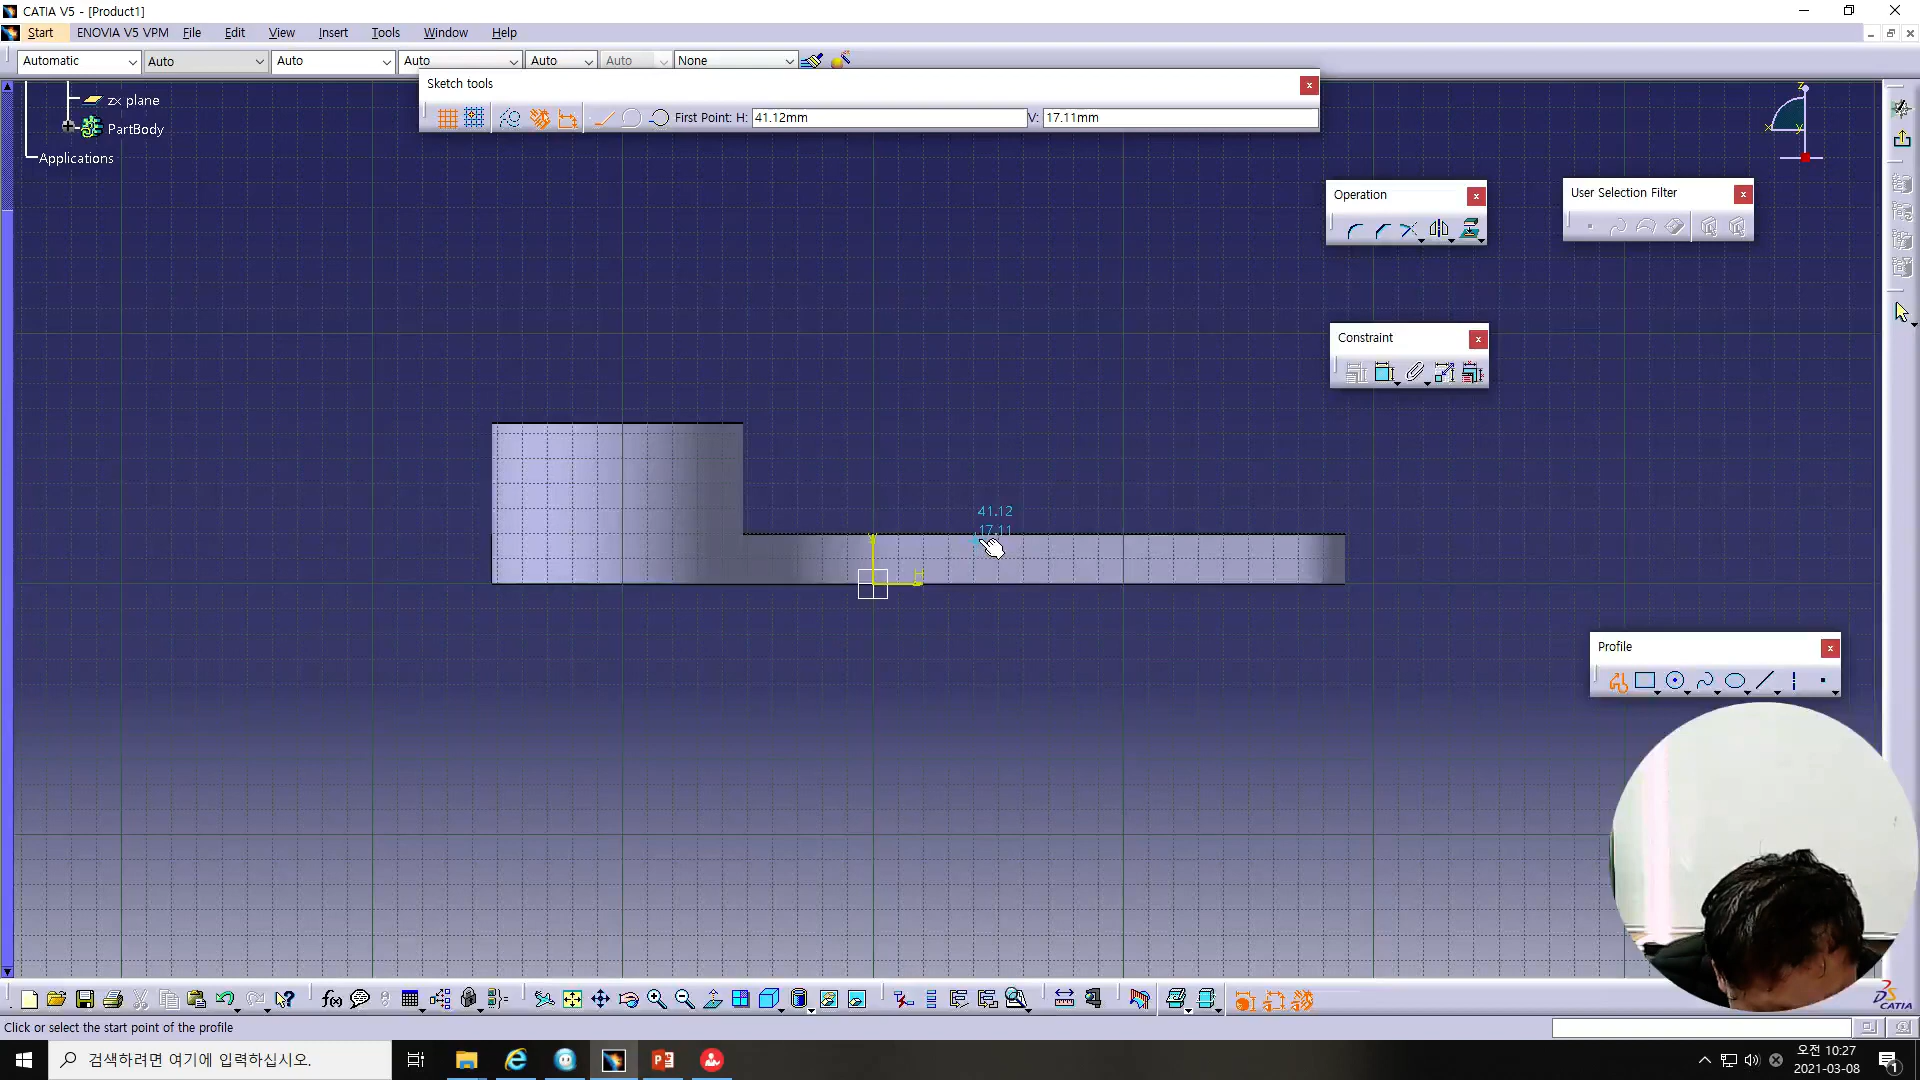 CATIA V5 - [Product1]
Start ENOVIA V5 VPM File Edit View Insert Tools Window Help
Automatic Auto Auto Auto Auto Auto None
Sketch tools
First Point: H: 41.12mm V: 17.11mm
zx plane
PartBody
Applications
z
x y
Operation
User Selection Filter
Constraint
41.12
17.11
V
H
Profile
f(x)
DS
CATIA
Click or select the start point of the profile
검색하려면 여기에 입력하십시오.
오전 10:27
2021-03-08
1